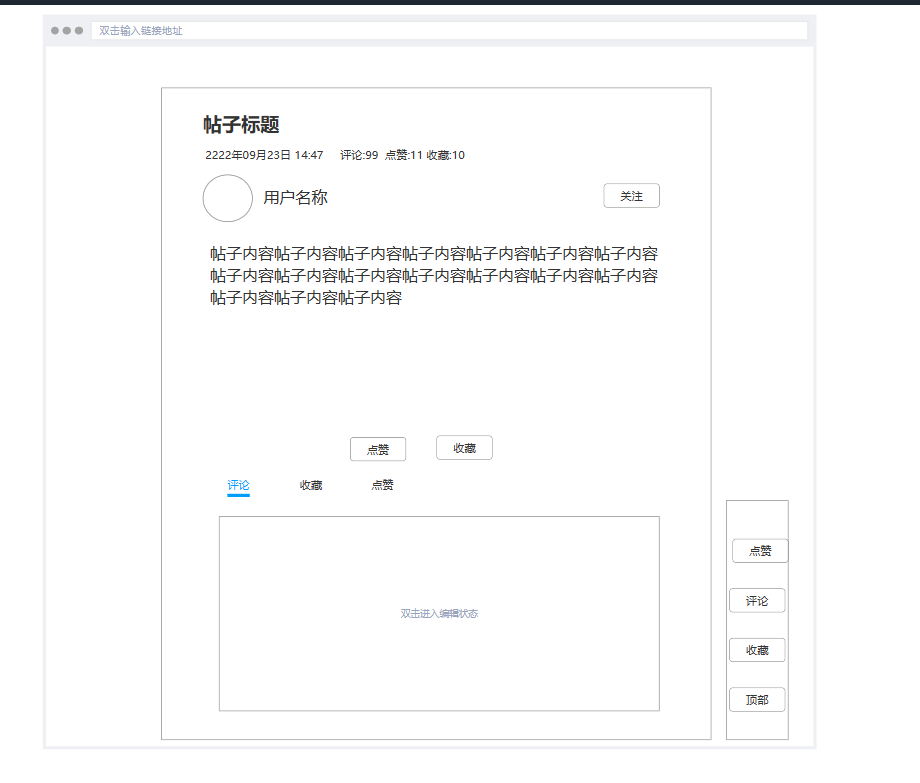 双击输入链接地址
帖子标题
2222年09月23日 14:47 评论:99 点赞:11 收藏:10
用户名称
关注
帖子内容帖子内容帖子内容帖子内容帖子内容帖子内容帖子内容
帖子内容帖子内容帖子内容帖子内容帖子内容帖子内容帖子内容
帖子内容帖子内容帖子内容
点赞 收藏
评论 收藏 点赞
双击进入编辑状态
点赞
评论
收藏
顶部